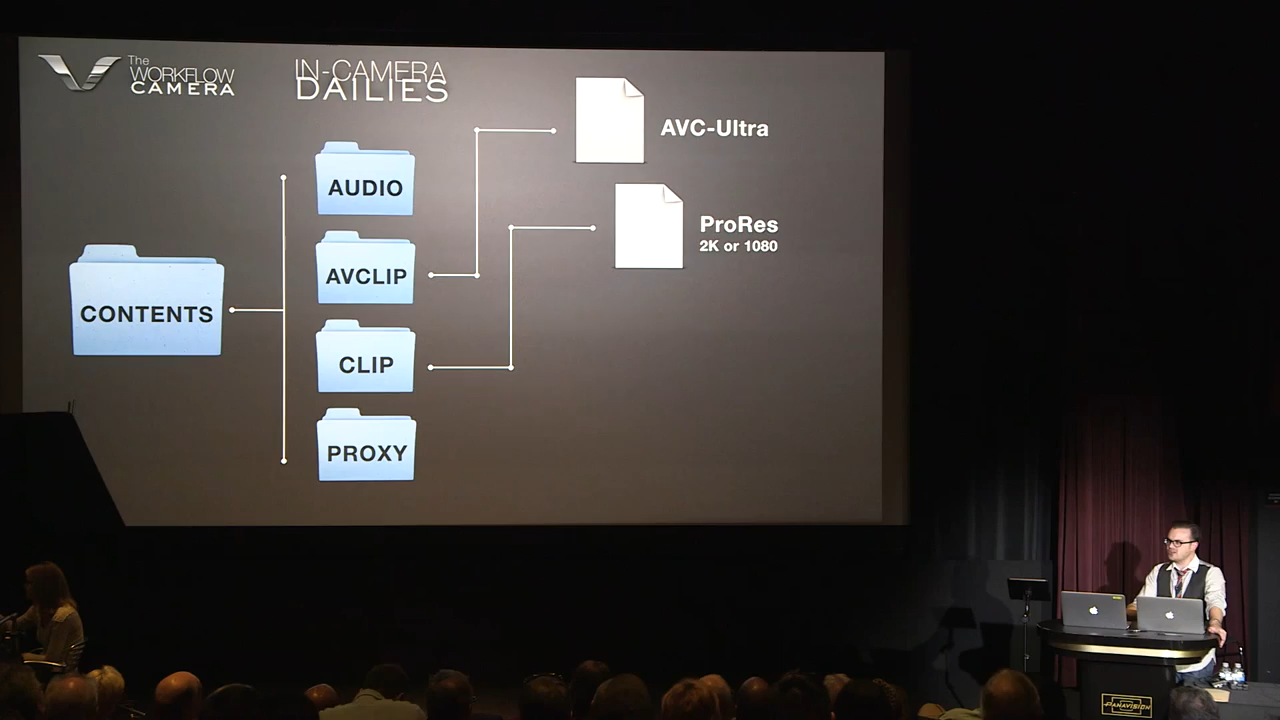 The
WORKFLOW
CAMERA
IN-CAMERA
DAILIES
AUDIO
AVCLIP
CONTENTS
CLIP
PROXY
AVC-Ultra
ProRes
2K or 1080
PANAVISION